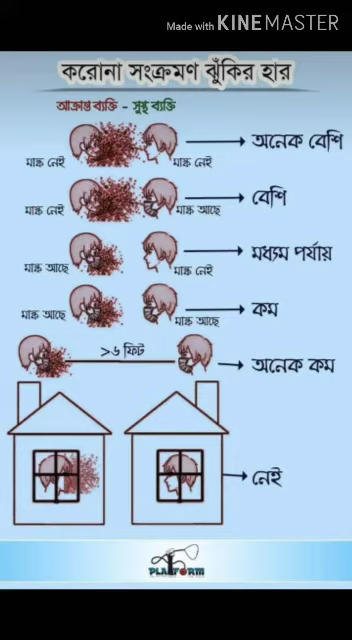 Made with KINEMASTER
করোনা সংক্রমণ ঝুঁকির হার
আক্রান্ত ব্যক্তি - সুস্থ ব্যক্তি
মাস্ক নেই
মাস্ক নেই
অনেক বেশি
মাস্ক নেই
মাস্ক আছে
বেশি
মাস্ক আছে
মাস্ক নেই
মধ্যম পর্যায়
মাস্ক আছে
মাস্ক আছে
কম
>৬ ফিট
অনেক কম
নেই
PLATFORM